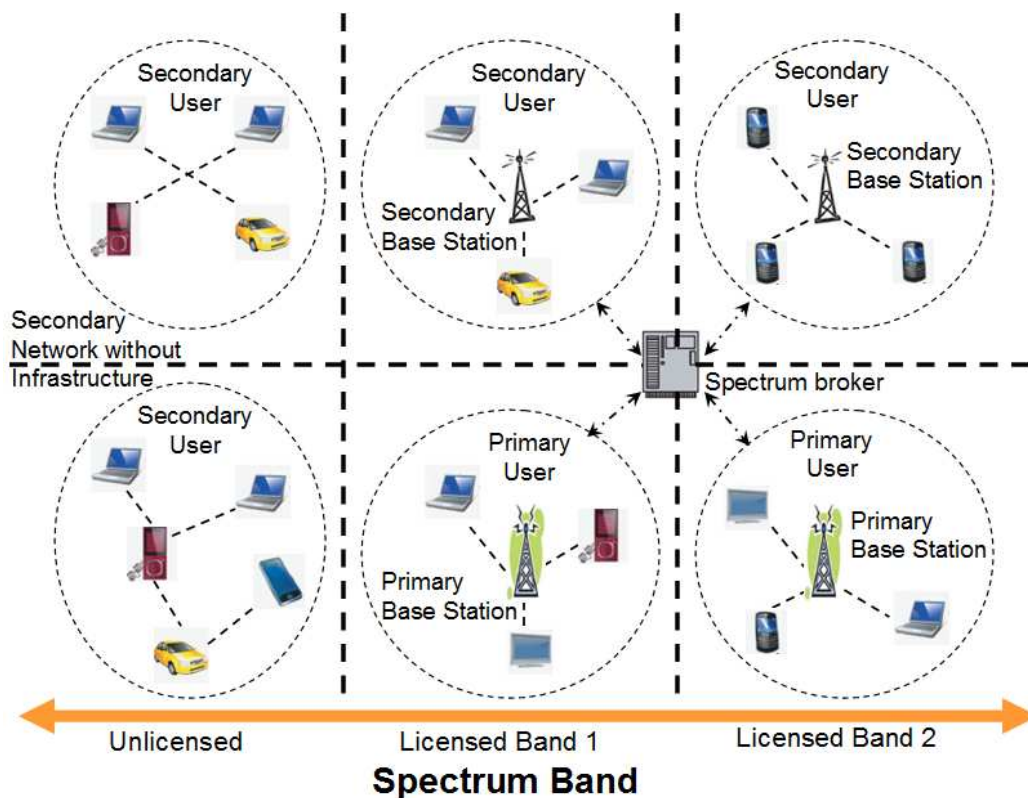 Secondary
User
Secondary
User
Secondary
Base Station
Secondary
User
Secondary
Base Station
Secondary
Network without
Infrastructure
Spectrum broker
Secondary
User
Primary
User
Primary
Base Station
Primary
User
Primary
Base Station
Unlicensed
Licensed Band 1
Licensed Band 2
Spectrum Band